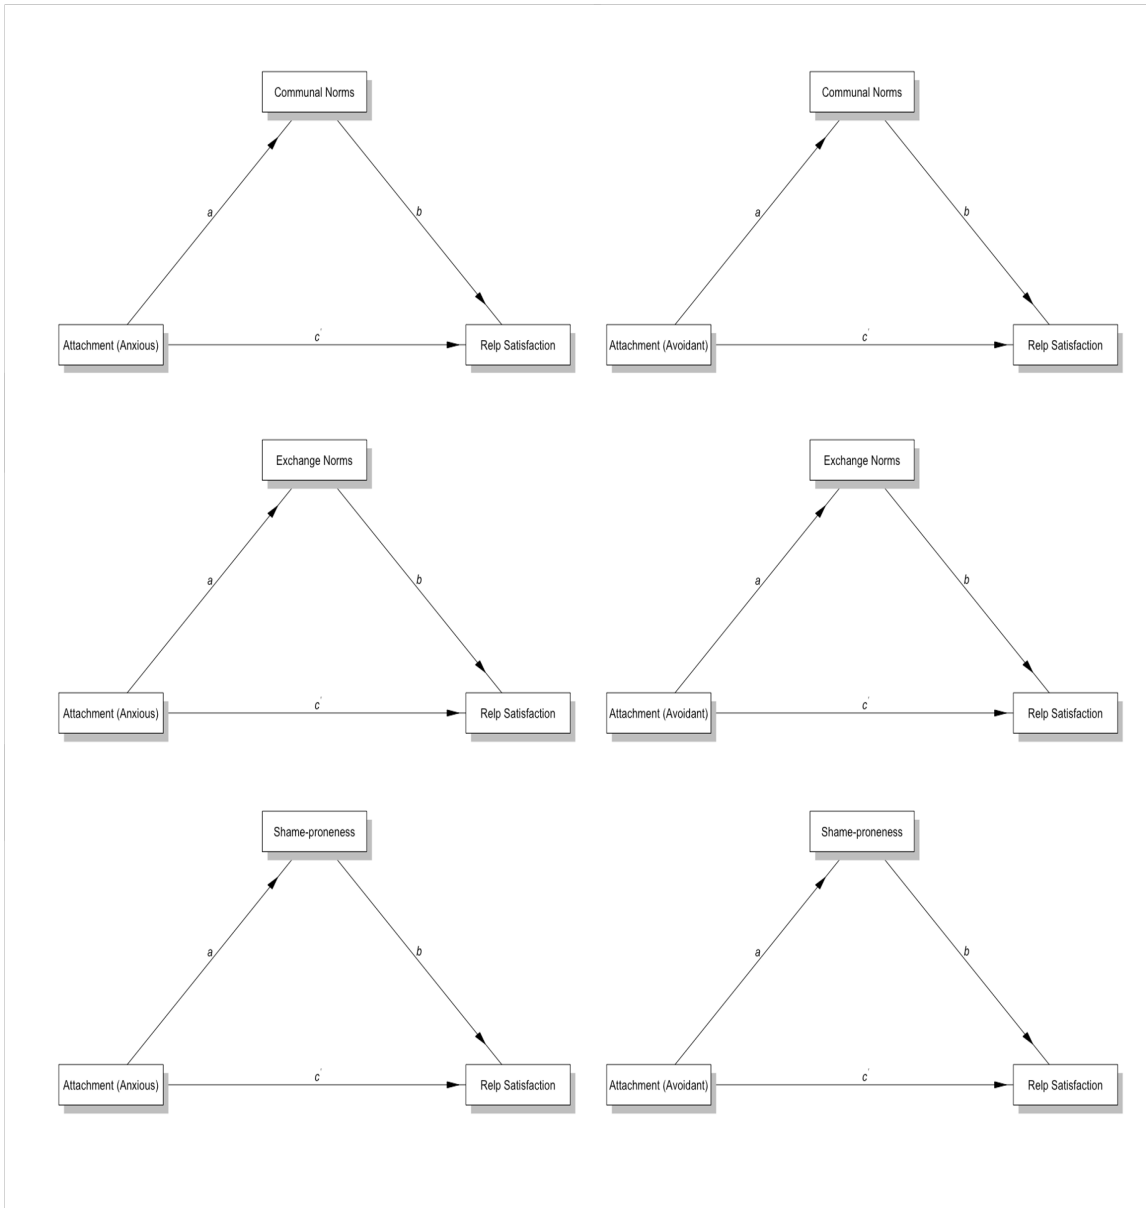 Communal Norms
Communal Norms
a
b
a
b
Attachment (Anxious)
c'
Relp Satisfaction
Attachment (Avoidant)
c'
Relp Satisfaction
Exchange Norms
Exchange Norms
a
b
a
b
Attachment (Anxious)
c'
Relp Satisfaction
Attachment (Avoidant)
c'
Relp Satisfaction
Shame-proneness
Shame-proneness
a
b
a
b
Attachment (Anxious)
c'
Relp Satisfaction
Attachment (Avoidant)
c'
Relp Satisfaction